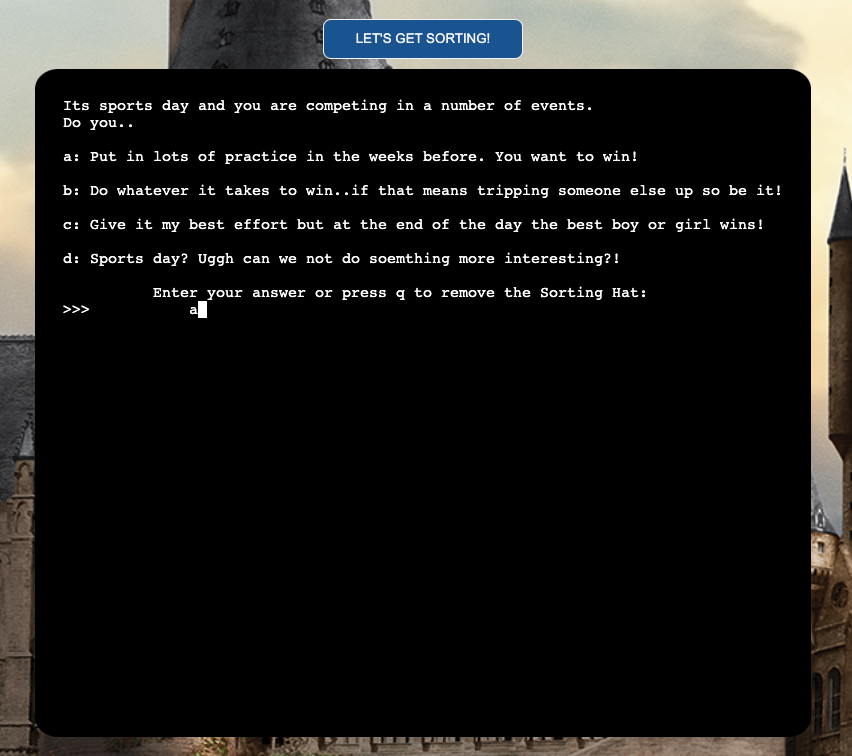 LET'S GET SORTING!
Its sports day and you are competing in a number of events.
Do you..
a: Put in lots of practice in the weeks before. You want to win!
b: Do whatever it takes to win..if that means tripping someone else up so be it!
c: Give it my best effort but at the end of the day the best boy or girl wins!
d: Sports day? Uggh can we not do soemthing more interesting?!
Enter your answer or press q to remove the Sorting Hat:
>>> a